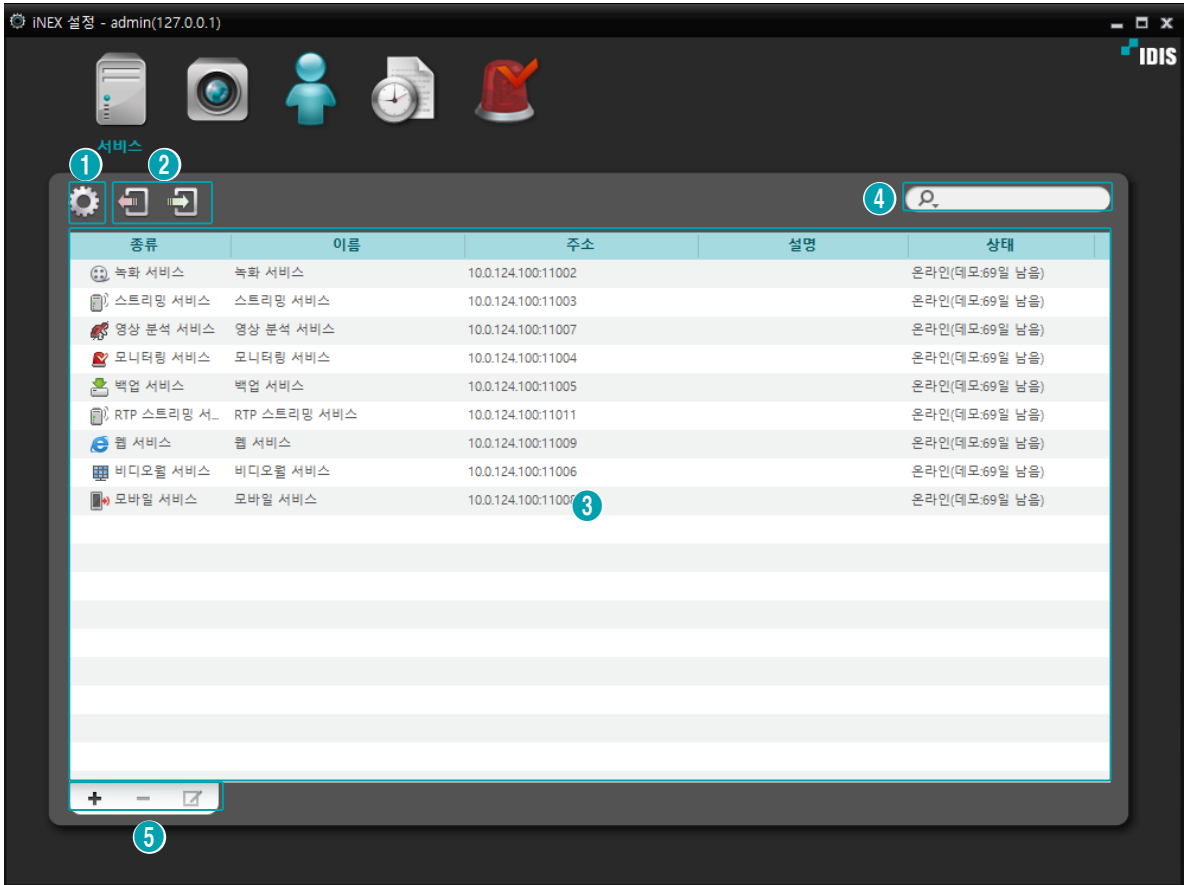 iNEX 설정 - admin(127.0.0.1)
IDIS
서비스
1
2
4
종류 이름 주소 설명 상태
녹화 서비스 녹화 서비스 10.0.124.100:11002 온라인(데모:69일 남음)
스트리밍 서비스 스트리밍 서비스 10.0.124.100:11003 온라인(데모:69일 남음)
영상 분석 서비스 영상 분석 서비스 10.0.124.100:11007 온라인(데모:69일 남음)
모니터링 서비스 모니터링 서비스 10.0.124.100:11004 온라인(데모:69일 남음)
백업 서비스 백업 서비스 10.0.124.100:11005 온라인(데모:69일 남음)
RTP 스트리밍 서... RTP 스트리밍 서비스 10.0.124.100:11011 온라인(데모:69일 남음)
웹 서비스 웹 서비스 10.0.124.100:11009 온라인(데모:69일 남음)
비디오월 서비스 비디오월 서비스 10.0.124.100:11006 온라인(데모:69일 남음)
모바일 서비스 모바일 서비스 10.0.124.100:11008 온라인(데모:69일 남음)
3
5